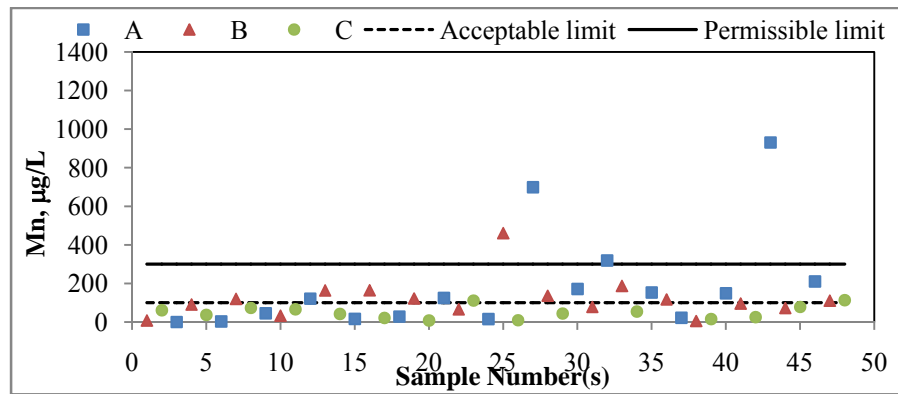 A B C Acceptable limit Permissible limit
1400
1200
1000
800
600
400
200
0
Mn, µg/L
0 5 10 15 20 25 30 35 40 45 50
Sample Number(s)